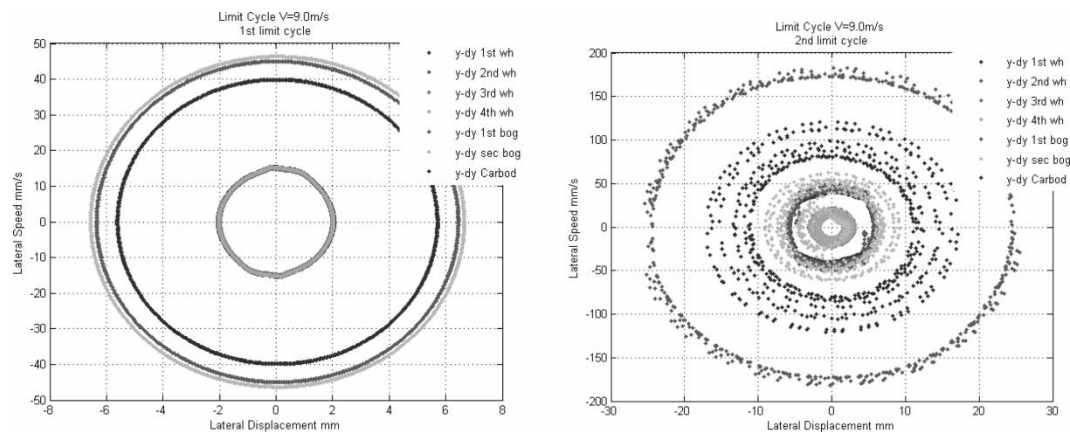 Limit Cycle V=9.0m/s
1st limit cycle
50
40
30
20
10
0
-10
-20
-30
-40
-50
Lateral Speed mm/s
-8
-6
-4
-2
0
2
4
6
8
Lateral Displacement mm
y-dy 1st wh
y-dy 2nd wh
y-dy 3rd wh
y-dy 4th wh
y-dy 1st bog
y-dy sec bog
y-dy Carbod
Limit Cycle V=9.0m/s
2nd limit cycle
200
150
100
50
0
-50
-100
-150
-200
Lateral Speed mm/s
-30
-20
-10
0
10
20
30
Lateral Displacement mm
y-dy 1st wh
y-dy 2nd wh
y-dy 3rd wh
y-dy 4th wh
y-dy 1st bog
y-dy sec bog
y-dy Carbod